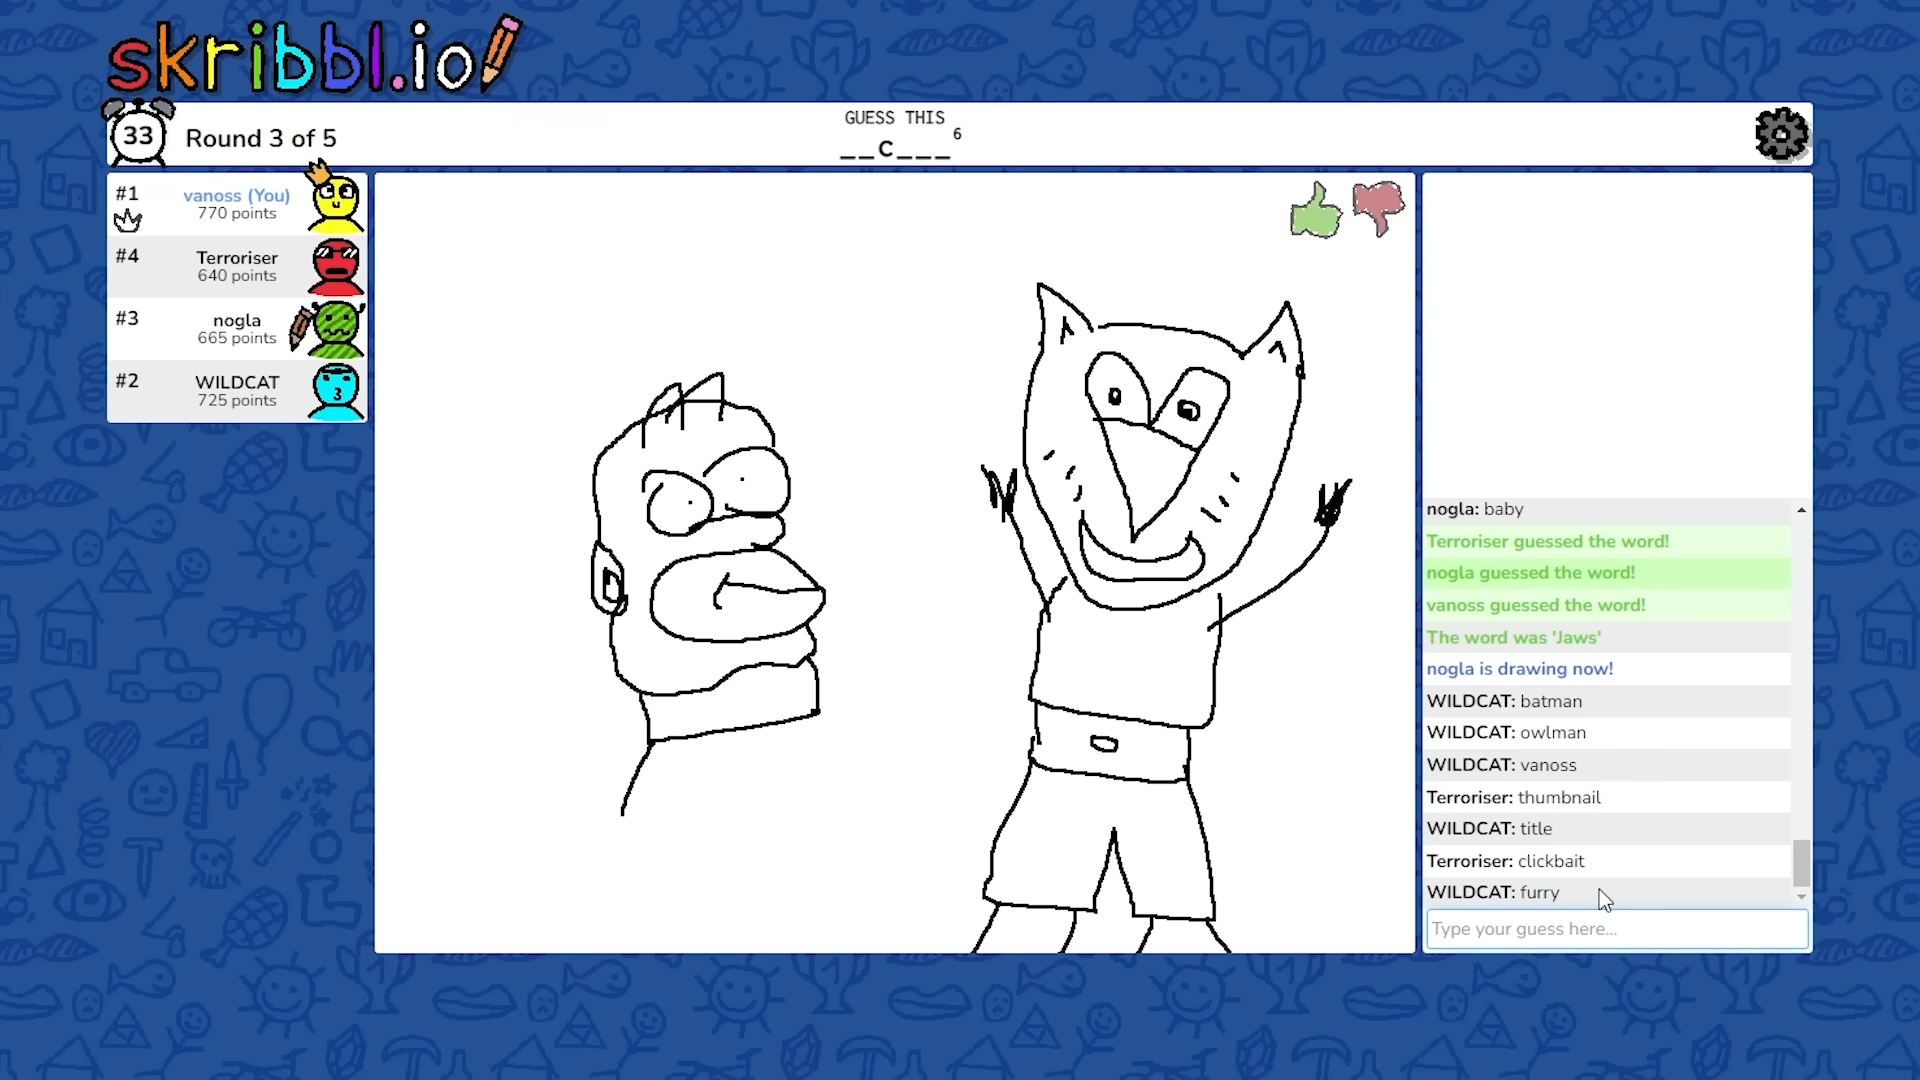 skribbl.io
33
Round 3 of 5
GUESS THIS
__C___ 6
#1
vanoss (You)
770 points
#4
Terroriser
640 points
#3
nogla
665 points
#2
WILDCAT
725 points
nogla: baby
Terroriser guessed the word!
nogla guessed the word!
vanoss guessed the word!
The word was 'Jaws'
nogla is drawing now!
WILDCAT: batman
WILDCAT: owlman
WILDCAT: vanoss
Terroriser: thumbnail
WILDCAT: title
Terroriser: clickbait
WILDCAT: furry
Type your guess here...